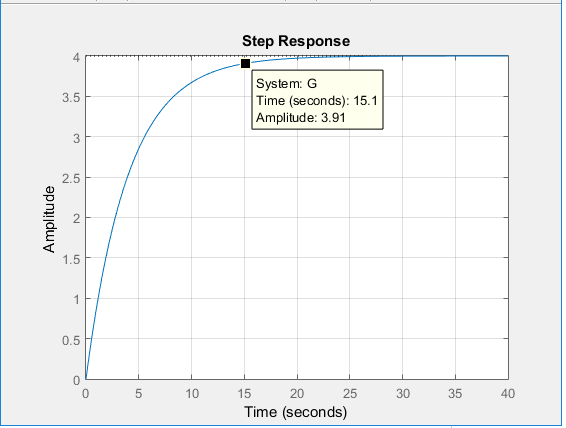 Step Response
4
3.5
3
2.5
2
1.5
1
0.5
0
Amplitude
System: G
Time (seconds): 15.1
Amplitude: 3.91
0 5 10 15 20 25 30 35 40
Time (seconds)